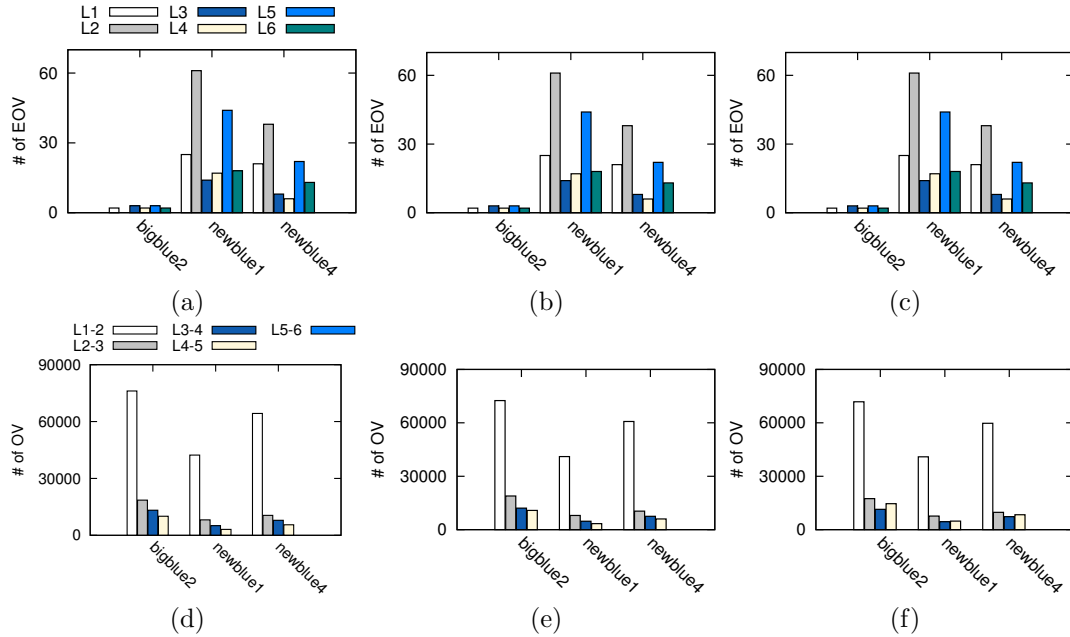 L1 L3 L5
L2 L4 L6
# of EOV
60
30
0
bigblue2
newblue1
newblue4
(a)
# of EOV
60
30
0
bigblue2
newblue1
newblue4
(b)
# of EOV
60
30
0
bigblue2
newblue1
newblue4
(c)
L1-2 L3-4 L5-6
L2-3 L4-5
# of OV
90000
60000
30000
0
bigblue2
newblue1
newblue4
(d)
# of OV
90000
60000
30000
0
bigblue2
newblue1
newblue4
(e)
# of OV
90000
60000
30000
0
bigblue2
newblue1
newblue4
(f)